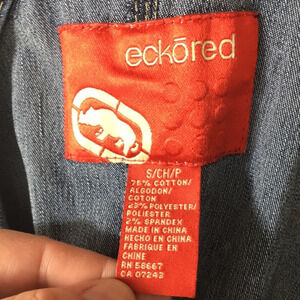 eckōred
S/CH/P
75% COTTON/
ALGODON/
COTON
23% POLYESTER/
POLIESTER
2% SPANDEX
MADE IN CHINA
HECHO EN CHINA
FABRIQUE EN
CHINE
RN 58667
CA 07243